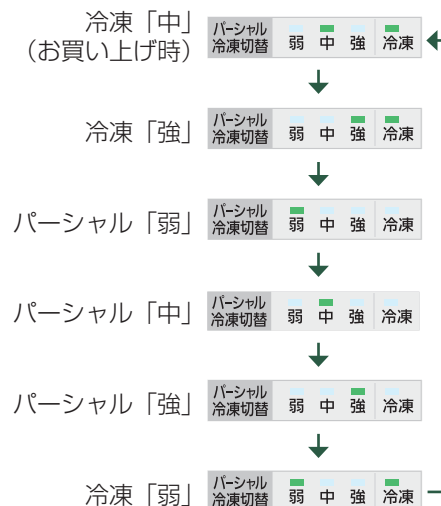 冷凍「中」
(お買い上げ時)
パーシャル
冷凍切替
弱 中 強 冷凍
冷凍「強」
パーシャル
冷凍切替
弱 中 強 冷凍
パーシャル「弱」
パーシャル
冷凍切替
弱 中 強 冷凍
パーシャル「中」
パーシャル
冷凍切替
弱 中 強 冷凍
パーシャル「強」
パーシャル
冷凍切替
弱 中 強 冷凍
冷凍「弱」
パーシャル
冷凍切替
弱 中 強 冷凍